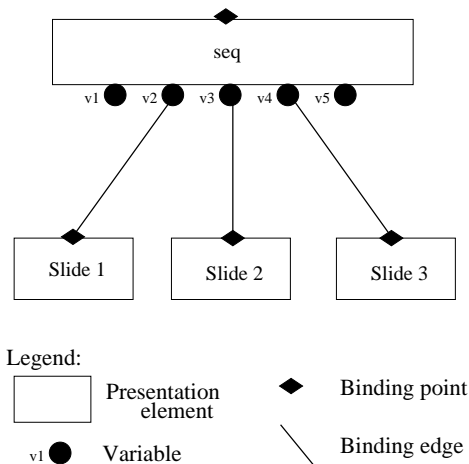 seq
v1 v2 v3 v4 v5
Slide 1 Slide 2 Slide 3
Legend:
Presentation
element
Binding point
v1 Variable
Binding edge